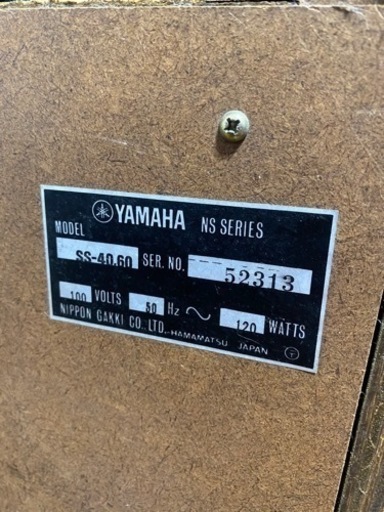 YAMAHA NS SERIES
MODEL SS-40.60 SER. NO. 52313
100 VOLTS 50 Hz ~ 120 WATTS
NIPPON GAKKI CO., LTD. HAMAMATSU JAPAN T